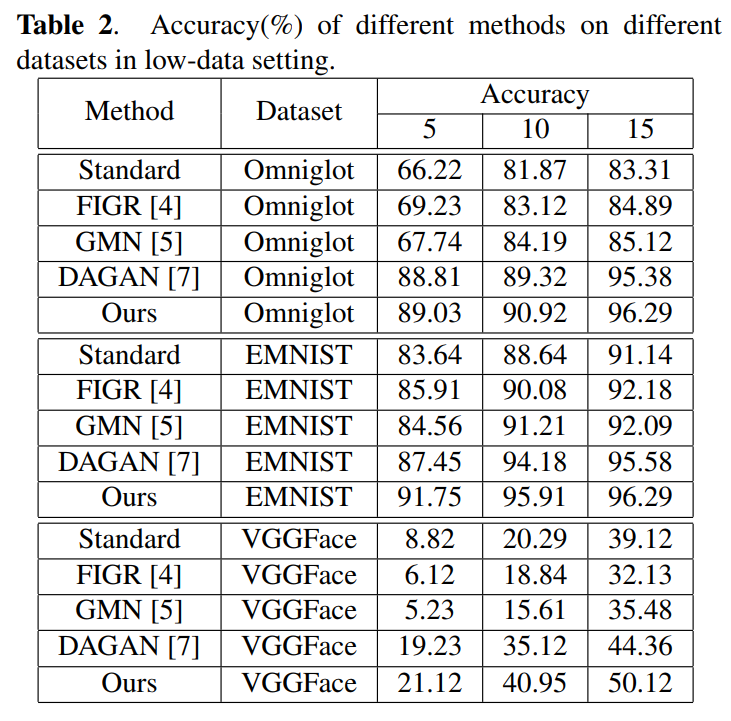 Table 2. Accuracy(%) of different methods on different
datasets in low-data setting.
Method Dataset Accuracy
5 10 15
Standard Omniglot 66.22 81.87 83.31
FIGR [4] Omniglot 69.23 83.12 84.89
GMN [5] Omniglot 67.74 84.19 85.12
DAGAN [7] Omniglot 88.81 89.32 95.38
Ours Omniglot 89.03 90.92 96.29
Standard EMNIST 83.64 88.64 91.14
FIGR [4] EMNIST 85.91 90.08 92.18
GMN [5] EMNIST 84.56 91.21 92.09
DAGAN [7] EMNIST 87.45 94.18 95.58
Ours EMNIST 91.75 95.91 96.29
Standard VGGFace 8.82 20.29 39.12
FIGR [4] VGGFace 6.12 18.84 32.13
GMN [5] VGGFace 5.23 15.61 35.48
DAGAN [7] VGGFace 19.23 35.12 44.36
Ours VGGFace 21.12 40.95 50.12